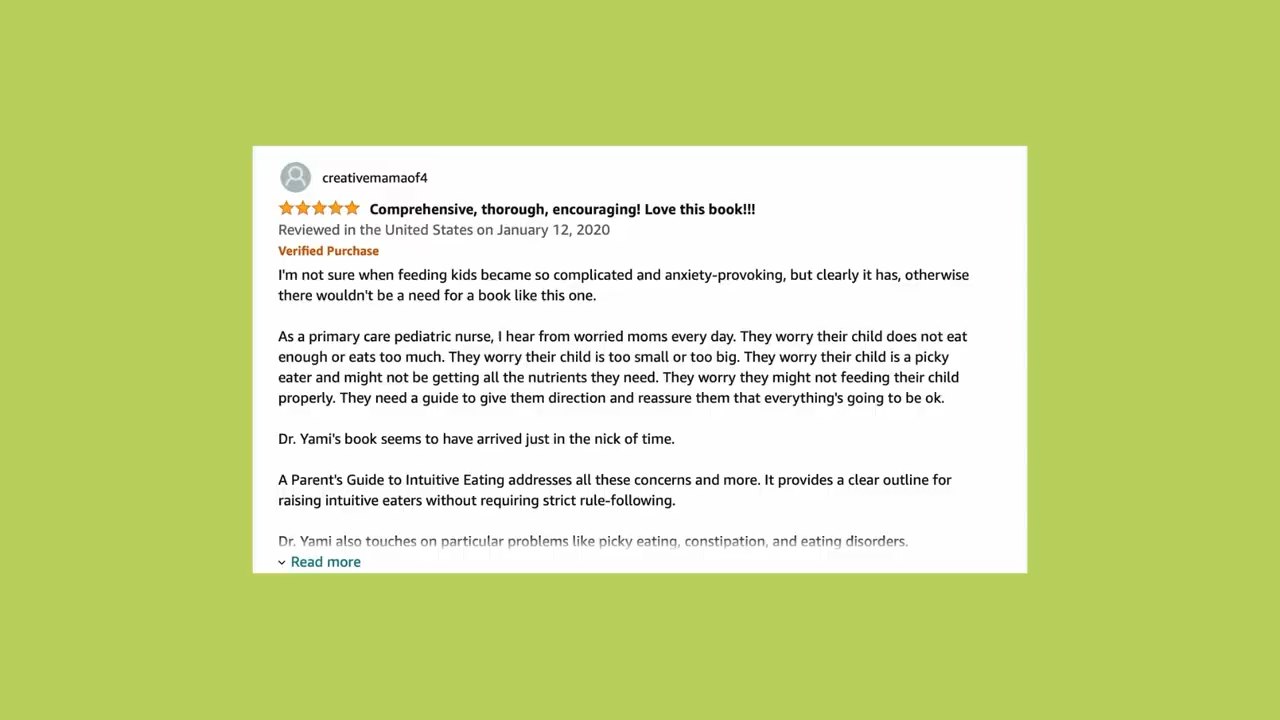 creativemamaof4
Comprehensive, thorough, encouraging! Love this book!!!
Reviewed in the United States on January 12, 2020
Verified Purchase
I'm not sure when feeding kids became so complicated and anxiety-provoking, but clearly it has, otherwise
there wouldn't be a need for a book like this one.
As a primary care pediatric nurse, I hear from worried moms every day. They worry their child does not eat
enough or eats too much. They worry their child is too small or too big. They worry their child is a picky
eater and might not be getting all the nutrients they need. They worry they might not feeding their child
properly. They need a guide to give them direction and reassure them that everything's going to be ok.
Dr. Yami's book seems to have arrived just in the nick of time.
A Parent's Guide to Intuitive Eating addresses all these concerns and more. It provides a clear outline for
raising intuitive eaters without requiring strict rule-following.
Dr. Yami also touches on particular problems like picky eating, constipation, and eating disorders.
Read more